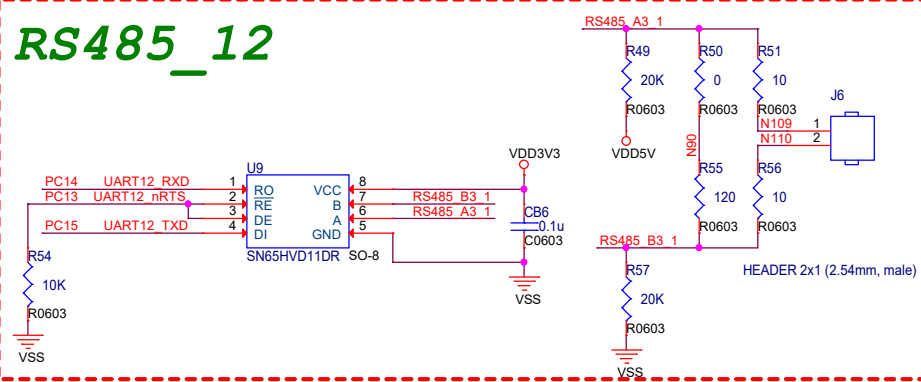 RS485_12
RS485_A3_1
R49
20K
R0603
VDD5V
R50
0
R0603
N90
R51
10
R0603
J6
N109 1
N110 2
R55
120
R0603
R56
10
R0603
RS485_B3_1
R57
20K
R0603
VSS
HEADER 2x1 (2.54mm, male)
U9
PC14 UART12_RXD 1 RO VCC 8
PC13 UART12_nRTS 2 RE B 7 RS485_B3_1
3 DE A 6 RS485_A3_1
PC15 UART12_TXD 4 DI GND 5
SN65HVD11DR SO-8
VDD3V3
CB6
0.1u
C0603
VSS
R54
10K
R0603
VSS